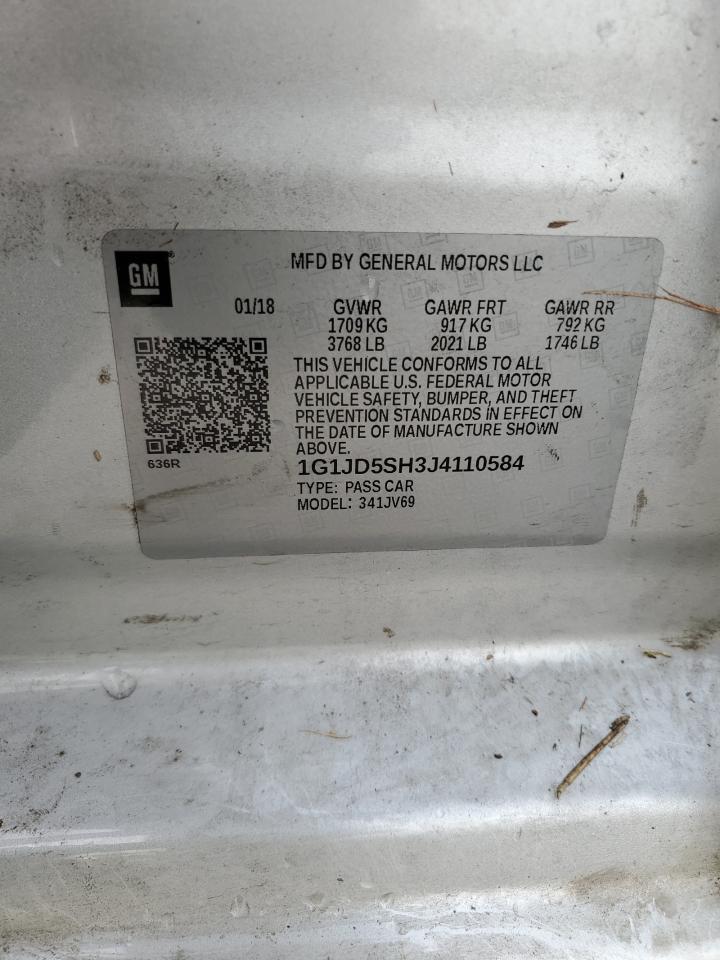 GM
MFD BY GENERAL MOTORS LLC
01/18 GVWR GAWR FRT GAWR RR
1709 KG 917 KG 792 KG
3768 LB 2021 LB 1746 LB
THIS VEHICLE CONFORMS TO ALL
APPLICABLE U.S. FEDERAL MOTOR
VEHICLE SAFETY, BUMPER, AND THEFT
PREVENTION STANDARDS IN EFFECT ON
THE DATE OF MANUFACTURE SHOWN
ABOVE.
636R
1G1JD5SH3J4110584
TYPE: PASS CAR
MODEL: 341JV69